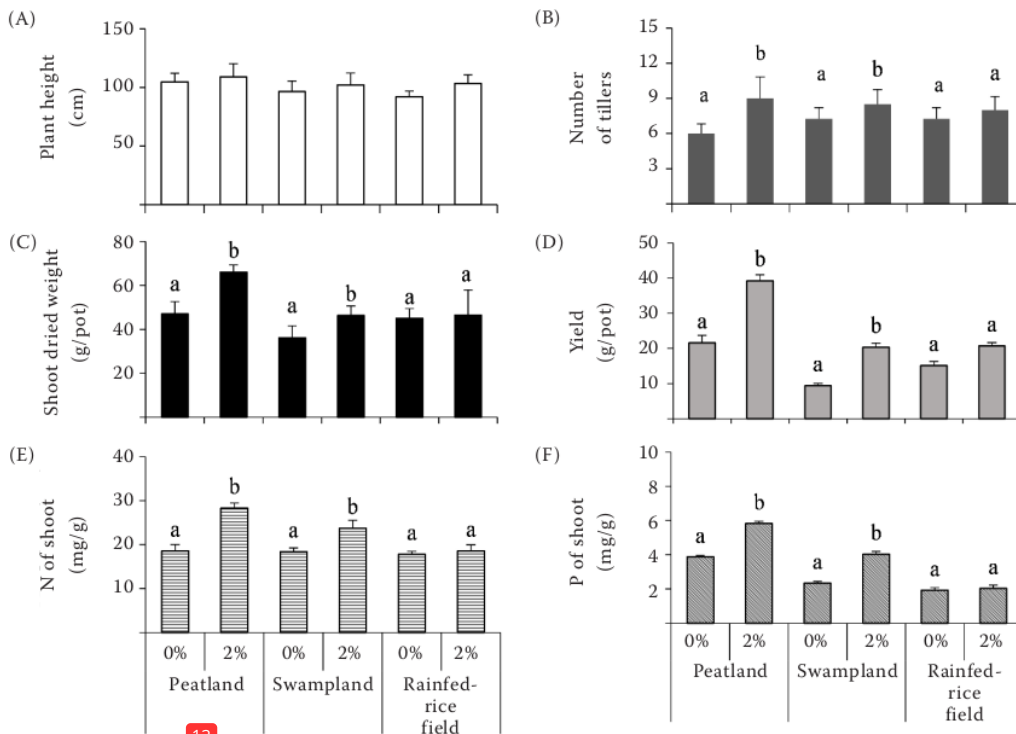 (A)
Plant height
(cm)
150
100
50
(B)
Number
of tillers
15
12
9
6
3
a
b
a
b
a
a
(C)
Shoot dried weight
(g/pot)
80
60
40
20
a
b
a
b
a
a
(D)
Yield
(g/pot)
50
40
30
20
10
a
b
a
b
a
a
(E)
N of shoot
(mg/g)
40
30
20
10
a
b
a
b
a
a
0%
2%
0%
2%
0%
2%
Peatland
Swampland
Rainfed-
rice
field
(F)
P of shoot
(mg/g)
10
8
6
4
2
a
b
a
b
a
a
0%
2%
0%
2%
0%
2%
Peatland
Swampland
Rainfed-
rice
field